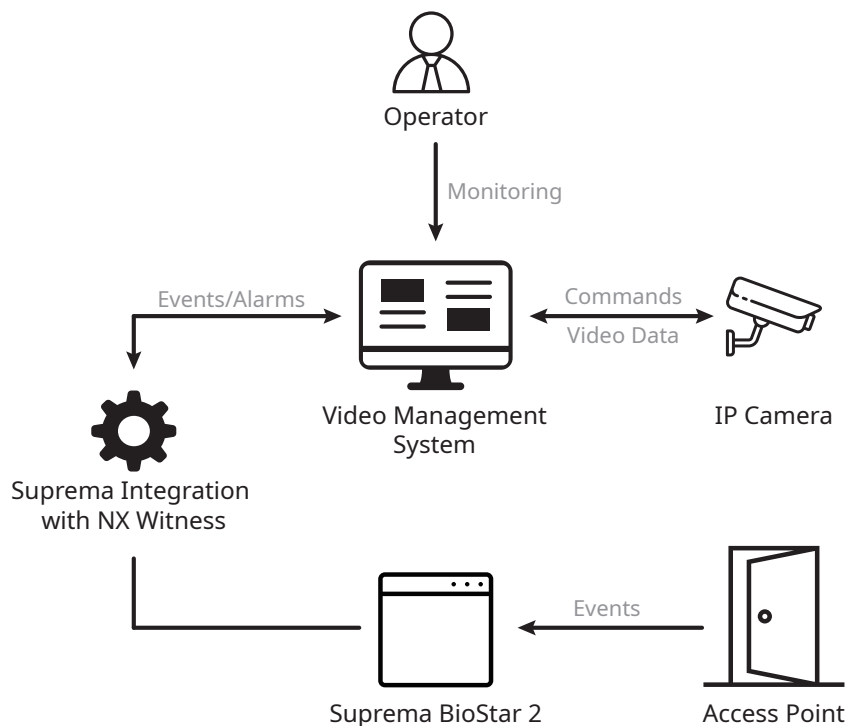 Operator
Monitoring
Events/Alarms
Commands
Video Data
Video Management
System
IP Camera
Suprema Integration
with NX Witness
Events
Suprema BioStar 2
Access Point